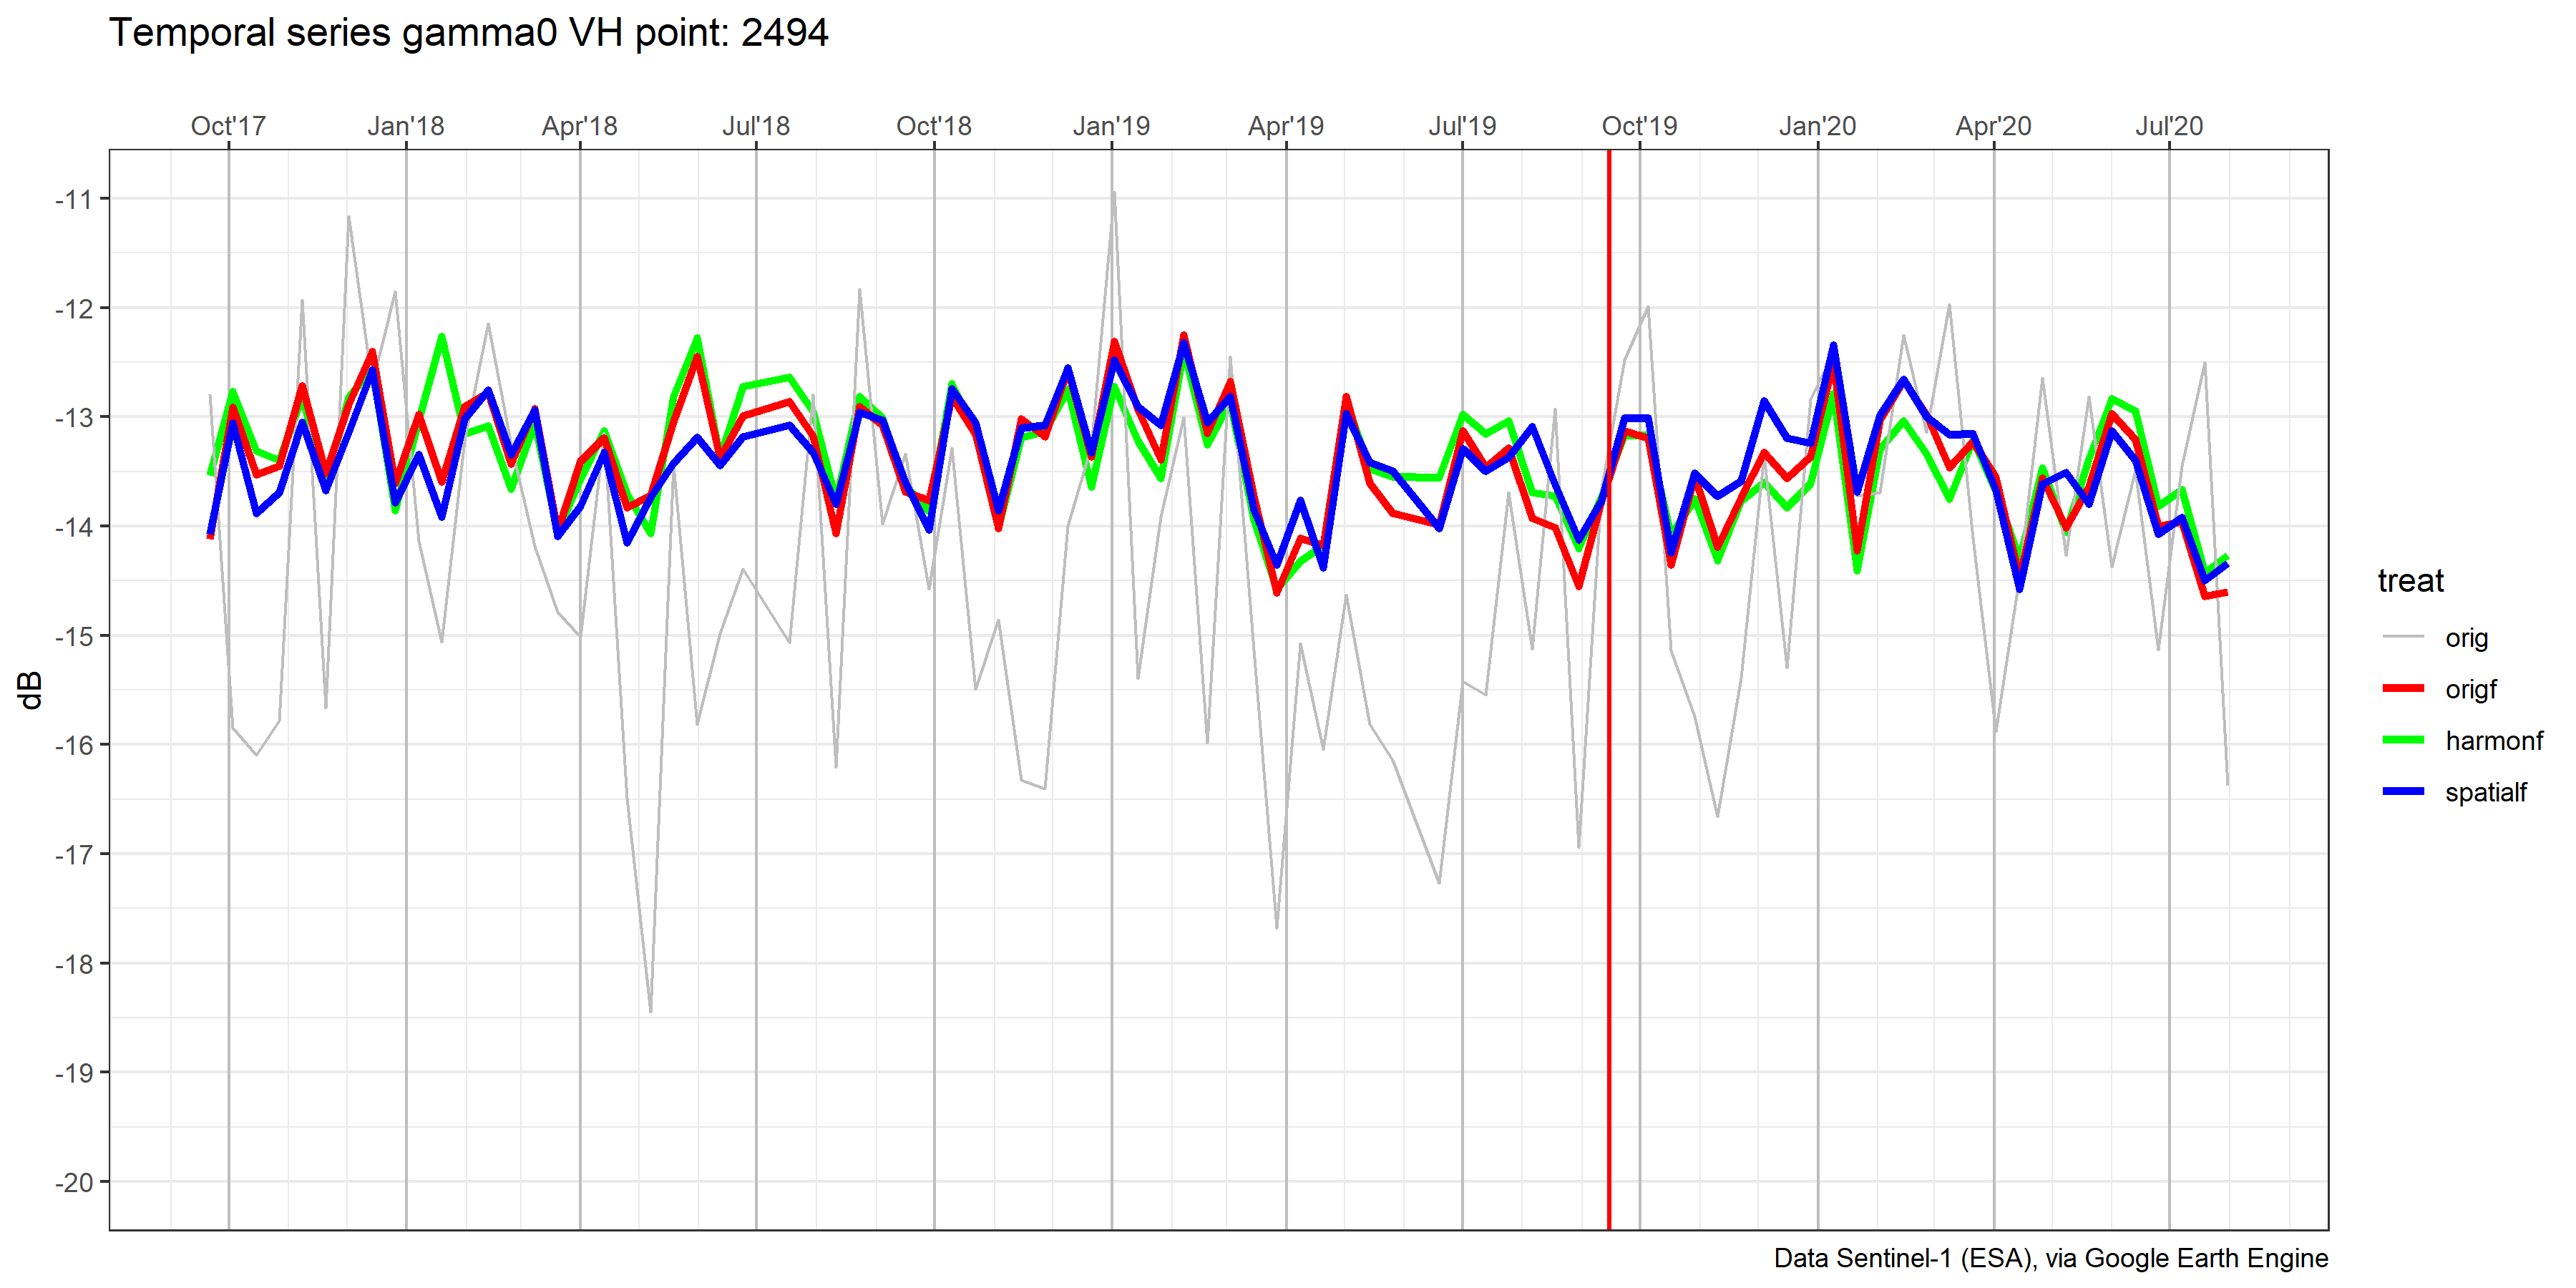 Temporal series gamma0 VH point: 2494
Oct'17 Jan'18 Apr'18 Jul'18 Oct'18 Jan'19 Apr'19 Jul'19 Oct'19 Jan'20 Apr'20 Jul'20
-11
-12
-13
-14
-15
-16
-17
-18
-19
-20
dB
treat
orig
origf
harmonf
spatialf
Data Sentinel-1 (ESA), via Google Earth Engine